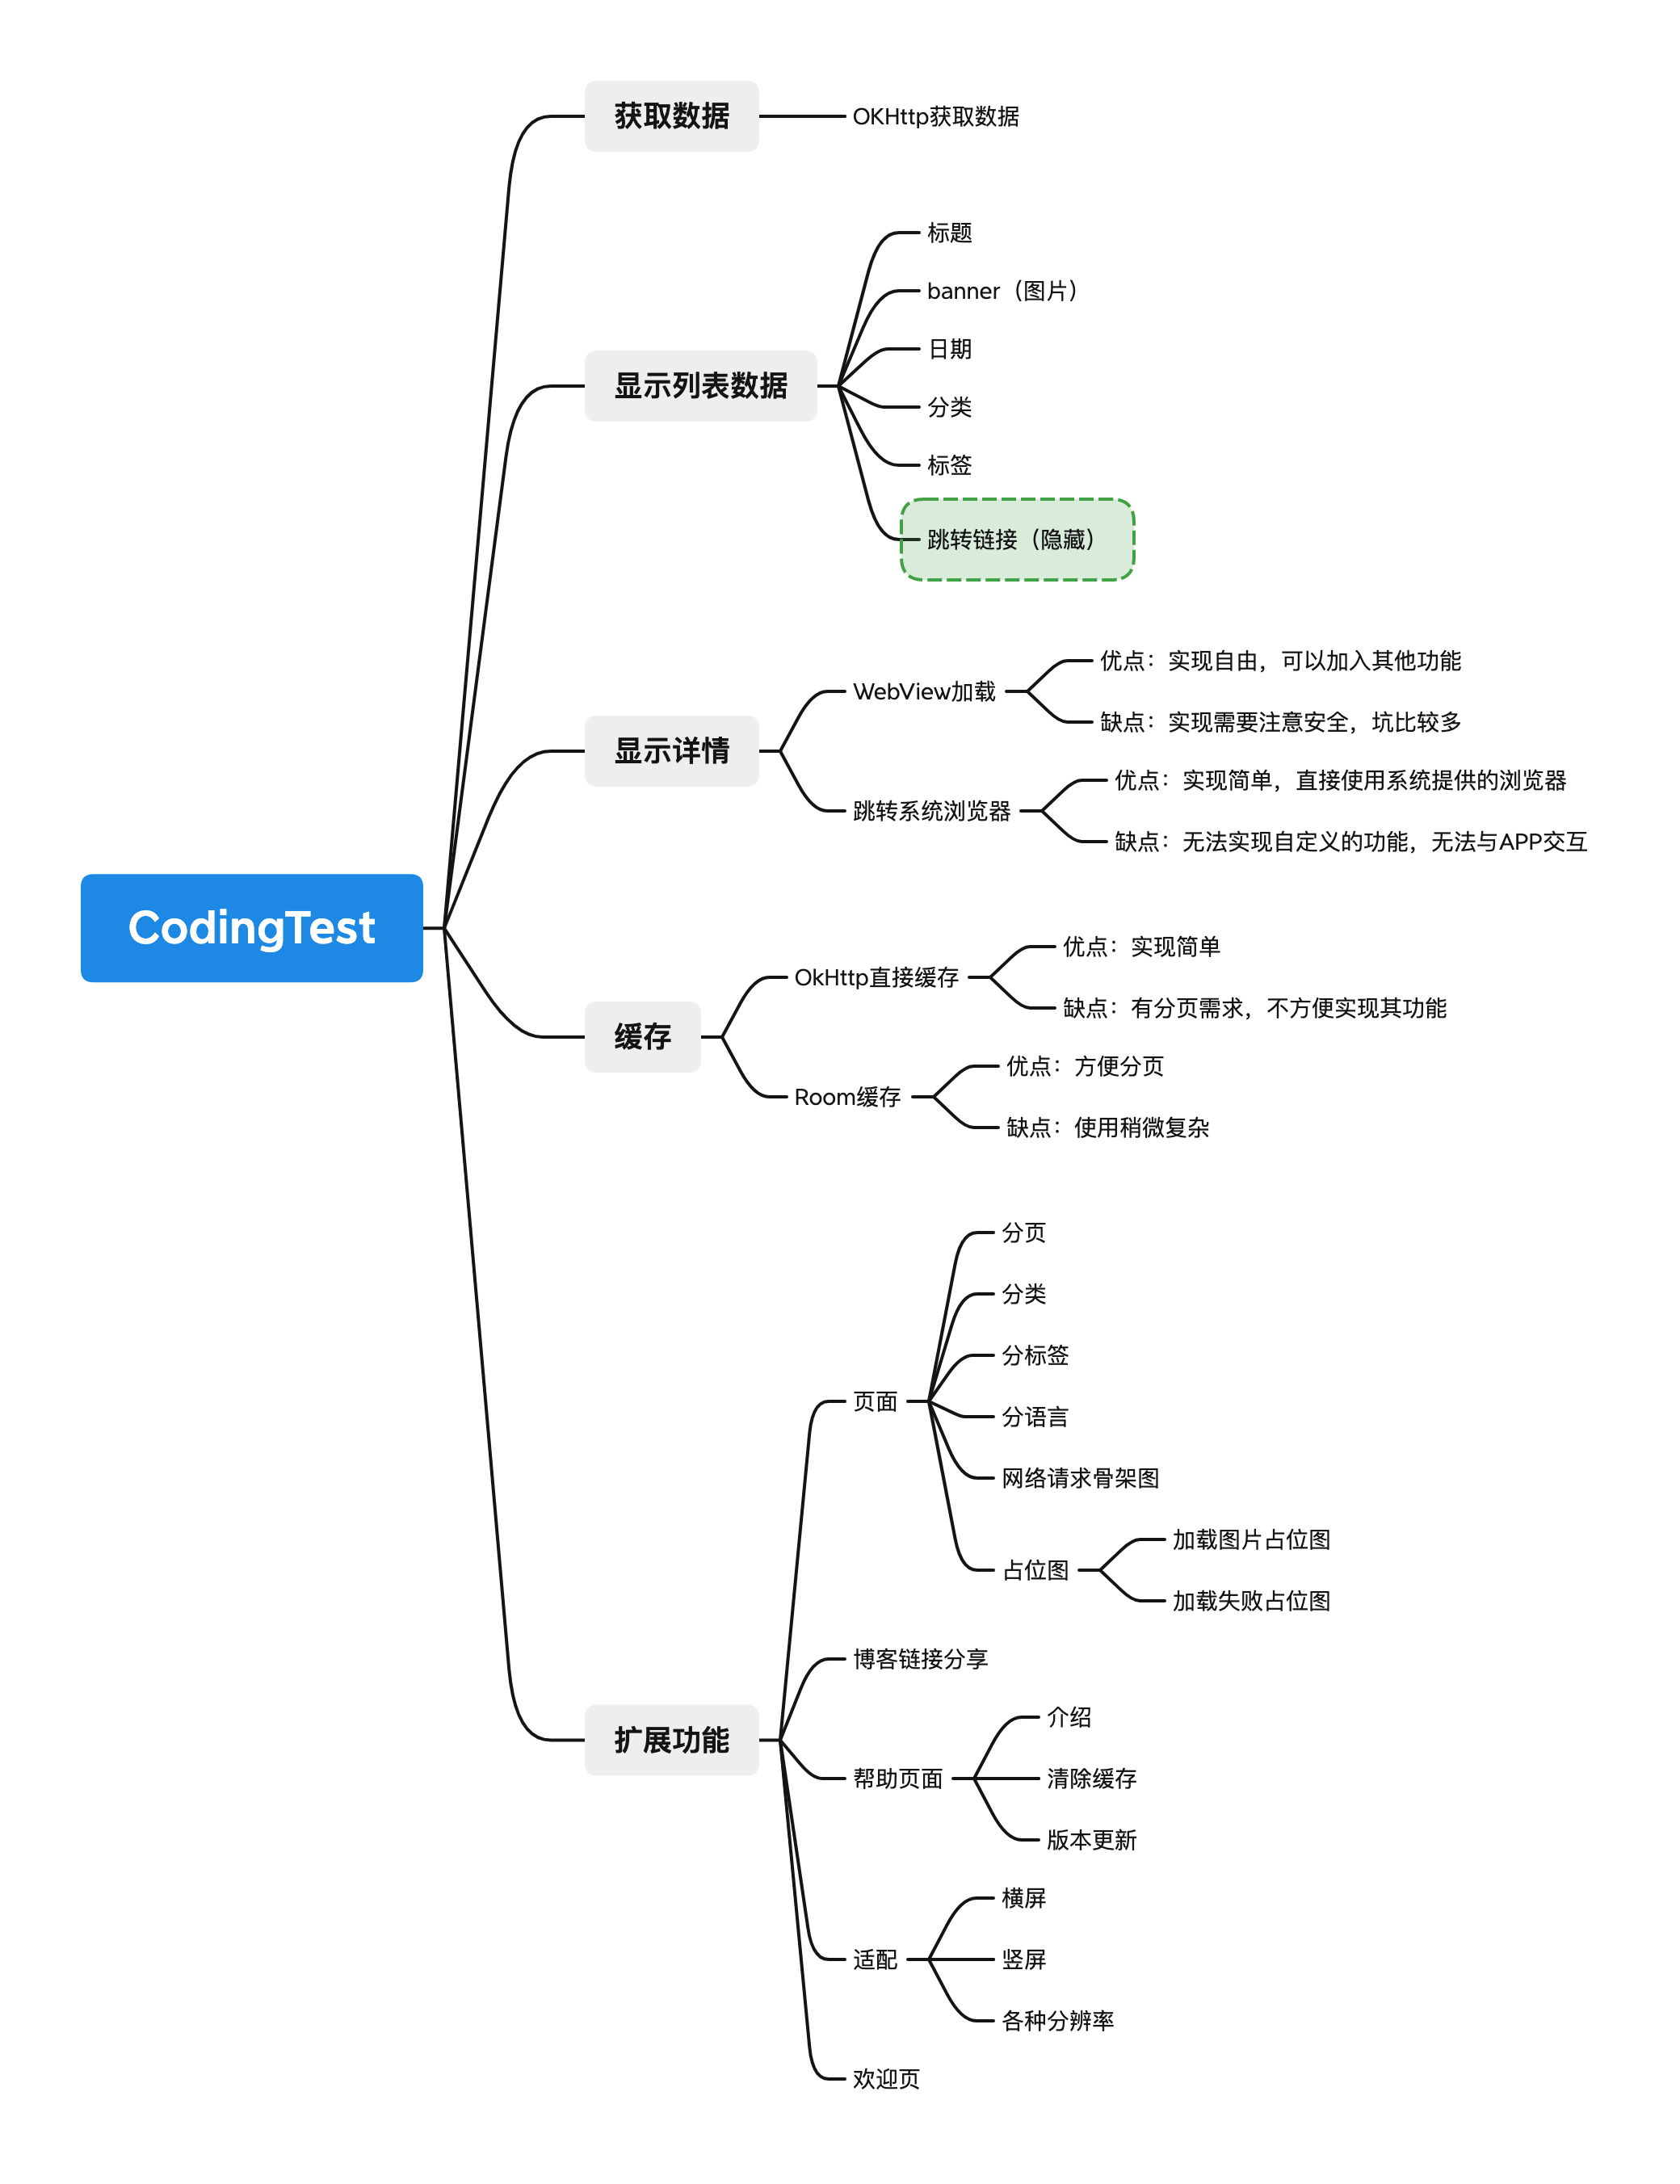 CodingTest
获取数据
OKHttp获取数据
显示列表数据
标题
banner（图片）
日期
分类
标签
跳转链接（隐藏）
显示详情
WebView加载
优点：实现自由，可以加入其他功能
缺点：实现需要注意安全，坑比较多
跳转系统浏览器
优点：实现简单，直接使用系统提供的浏览器
缺点：无法实现自定义的功能，无法与APP交互
缓存
OkHttp直接缓存
优点：实现简单
缺点：有分页需求，不方便实现其功能
Room缓存
优点：方便分页
缺点：使用稍微复杂
扩展功能
页面
分页
分类
分标签
分语言
网络请求骨架图
占位图
加载图片占位图
加载失败占位图
博客链接分享
帮助页面
介绍
清除缓存
版本更新
适配
横屏
竖屏
各种分辨率
欢迎页